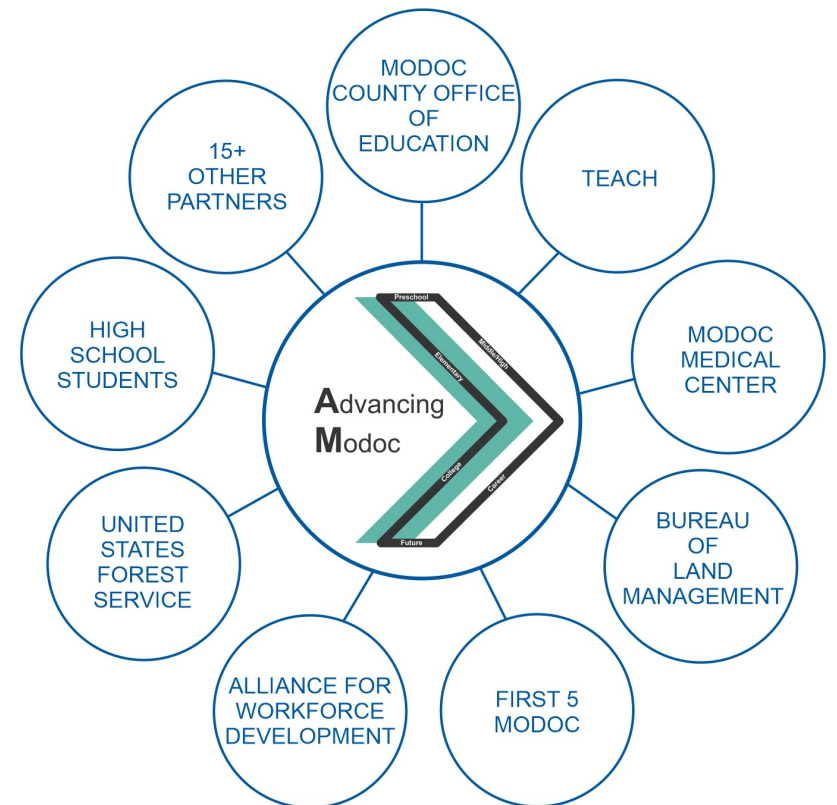 MODOC
COUNTY OFFICE
OF
EDUCATION
TEACH
MODOC
MEDICAL
CENTER
BUREAU
OF
LAND
MANAGEMENT
FIRST 5
MODOC
ALLIANCE FOR
WORKFORCE
DEVELOPMENT
UNITED
STATES
FOREST
SERVICE
HIGH
SCHOOL
STUDENTS
15+
OTHER
PARTNERS
Advancing
Modoc
Preschool
Elementary
Middle/High
College
Career
Future